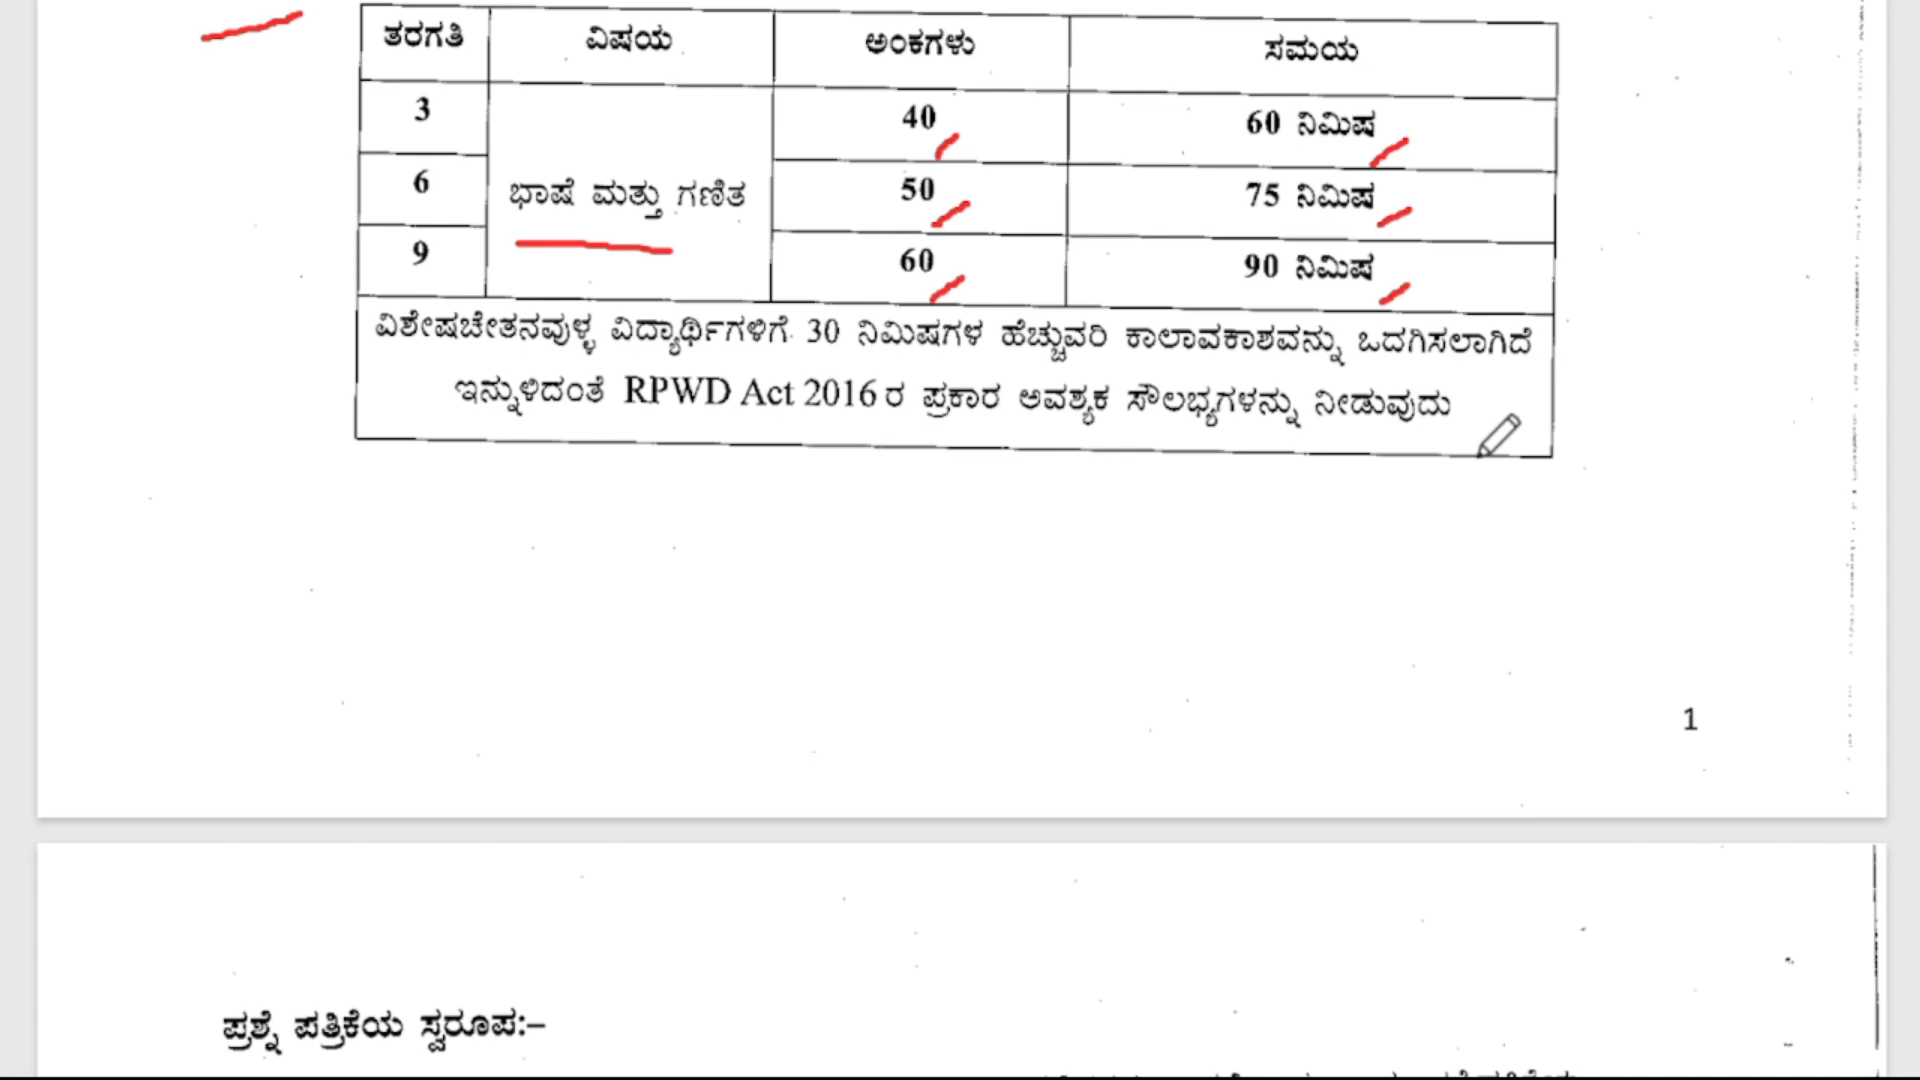 ತರಗತಿ ವಿಷಯ ಅಂಕಗಳು ಸಮಯ
3 40 60 ನಿಮಿಷ
6 ಭಾಷೆ ಮತ್ತು ಗಣಿತ 50 75 ನಿಮಿಷ
9 60 90 ನಿಮಿಷ
ವಿಶೇಷಚೇತನವುಳ್ಳ ವಿದ್ಯಾರ್ಥಿಗಳಿಗೆ 30 ನಿಮಿಷಗಳ ಹೆಚ್ಚುವರಿ ಕಾಲಾವಕಾಶವನ್ನು ಒದಗಿಸಲಾಗಿದೆ
ಇನ್ನುಳಿದಂತೆ RPWD Act 2016 ರ ಪ್ರಕಾರ ಅವಶ್ಯಕ ಸೌಲಭ್ಯಗಳನ್ನು ನೀಡುವುದು
1
ಪ್ರಶ್ನೆ ಪತ್ರಿಕೆಯ ಸ್ವರೂಪ:–